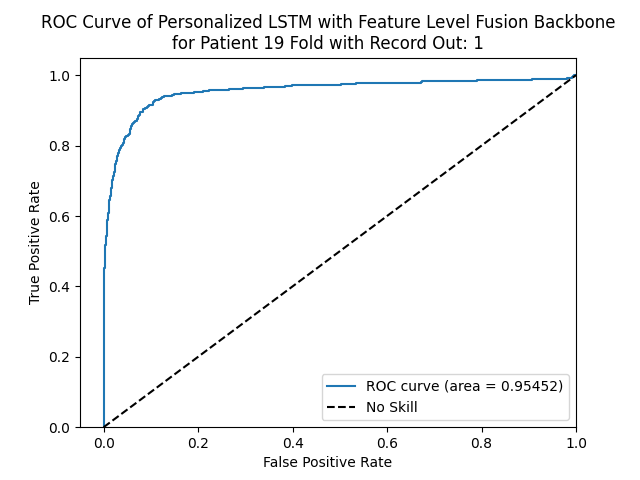 ROC Curve of Personalized LSTM with Feature Level Fusion Backbone
for Patient 19 Fold with Record Out: 1
True Positive Rate
1.0
0.8
0.6
0.4
0.2
0.0
ROC curve (area = 0.95452)
No Skill
0.0 0.2 0.4 0.6 0.8 1.0
False Positive Rate